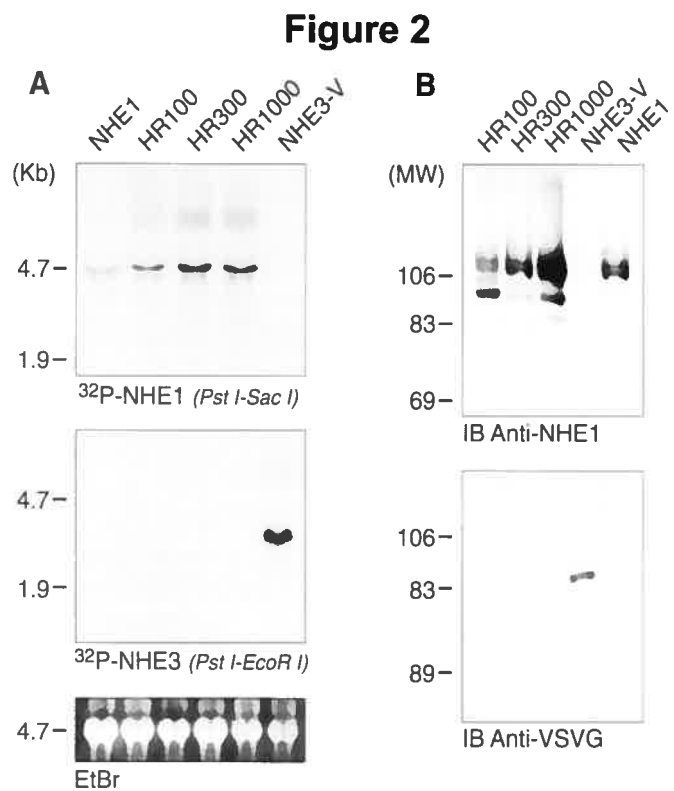 Figure 2
A
NHE1 HR100 HR300 HR1000 NHE3-V
(Kb)
4.7
1.9
32P-NHE1 (Pst I-Sac I)
4.7
1.9
32P-NHE3 (Pst I-EcoR I)
4.7
EtBr
B
HR100 HR300 HR1000 NHE3-V NHE1
(MW)
106
83
69
IB Anti-NHE1
106
83
89
IB Anti-VSVG